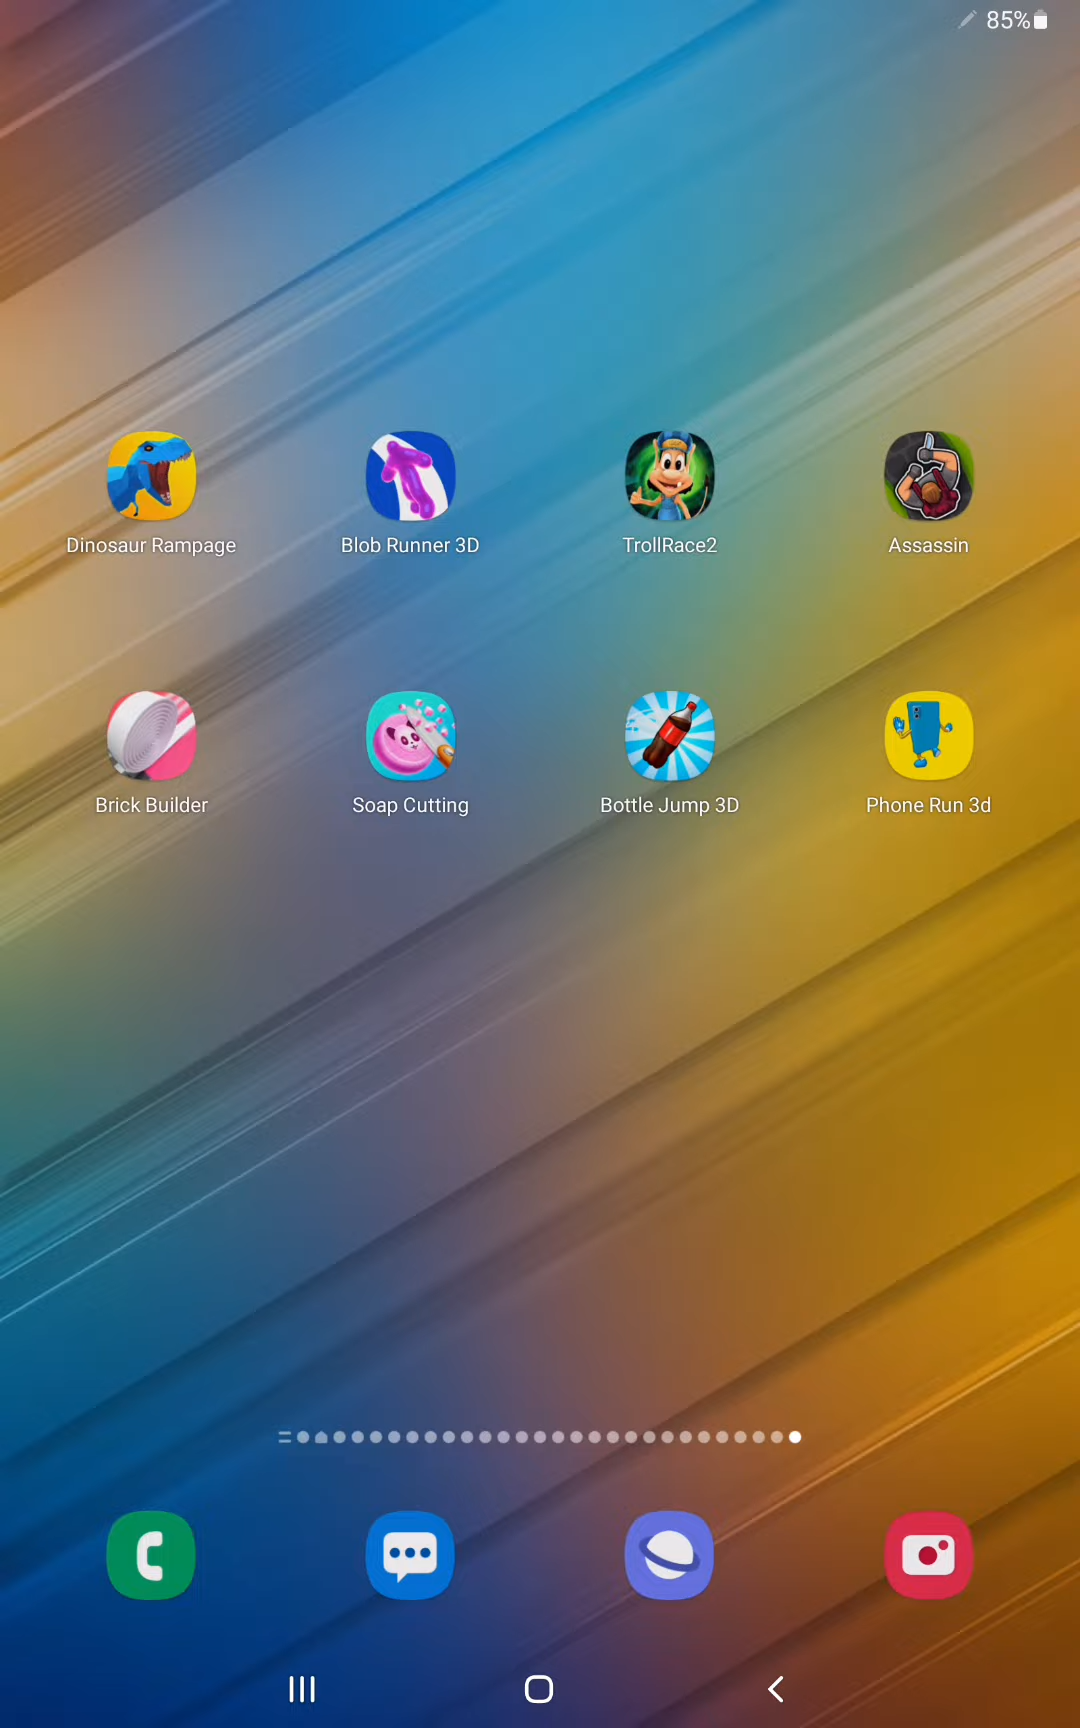 85%
Dinosaur Rampage
Blob Runner 3D
TrollRace2
Assassin
Brick Builder
Soap Cutting
Bottle Jump 3D
Phone Run 3d